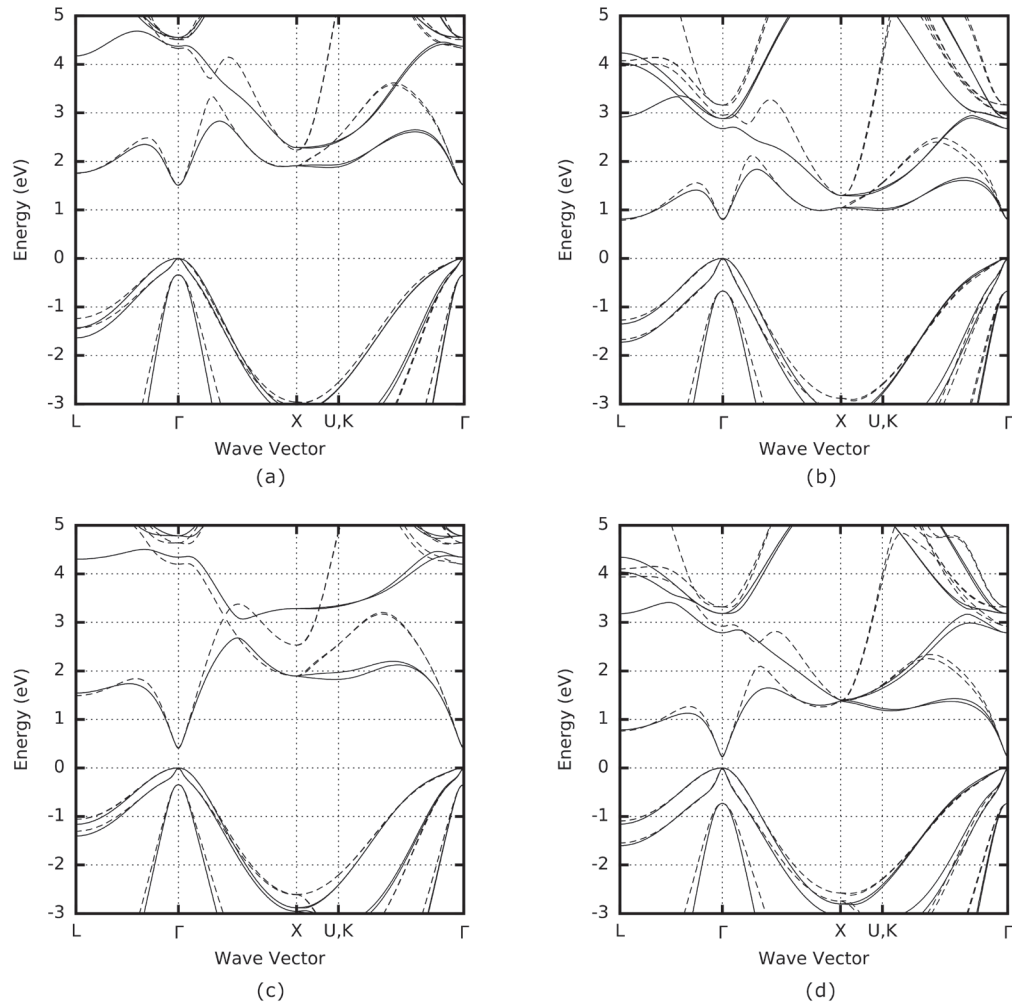 5
4
3
2
1
0
-1
-2
-3
Energy (eV)
L Γ X U,K Γ
Wave Vector
(a)
5
4
3
2
1
0
-1
-2
-3
Energy (eV)
L Γ X U,K Γ
Wave Vector
(b)
5
4
3
2
1
0
-1
-2
-3
Energy (eV)
L Γ X U,K Γ
Wave Vector
(c)
5
4
3
2
1
0
-1
-2
-3
Energy (eV)
L Γ X U,K Γ
Wave Vector
(d)